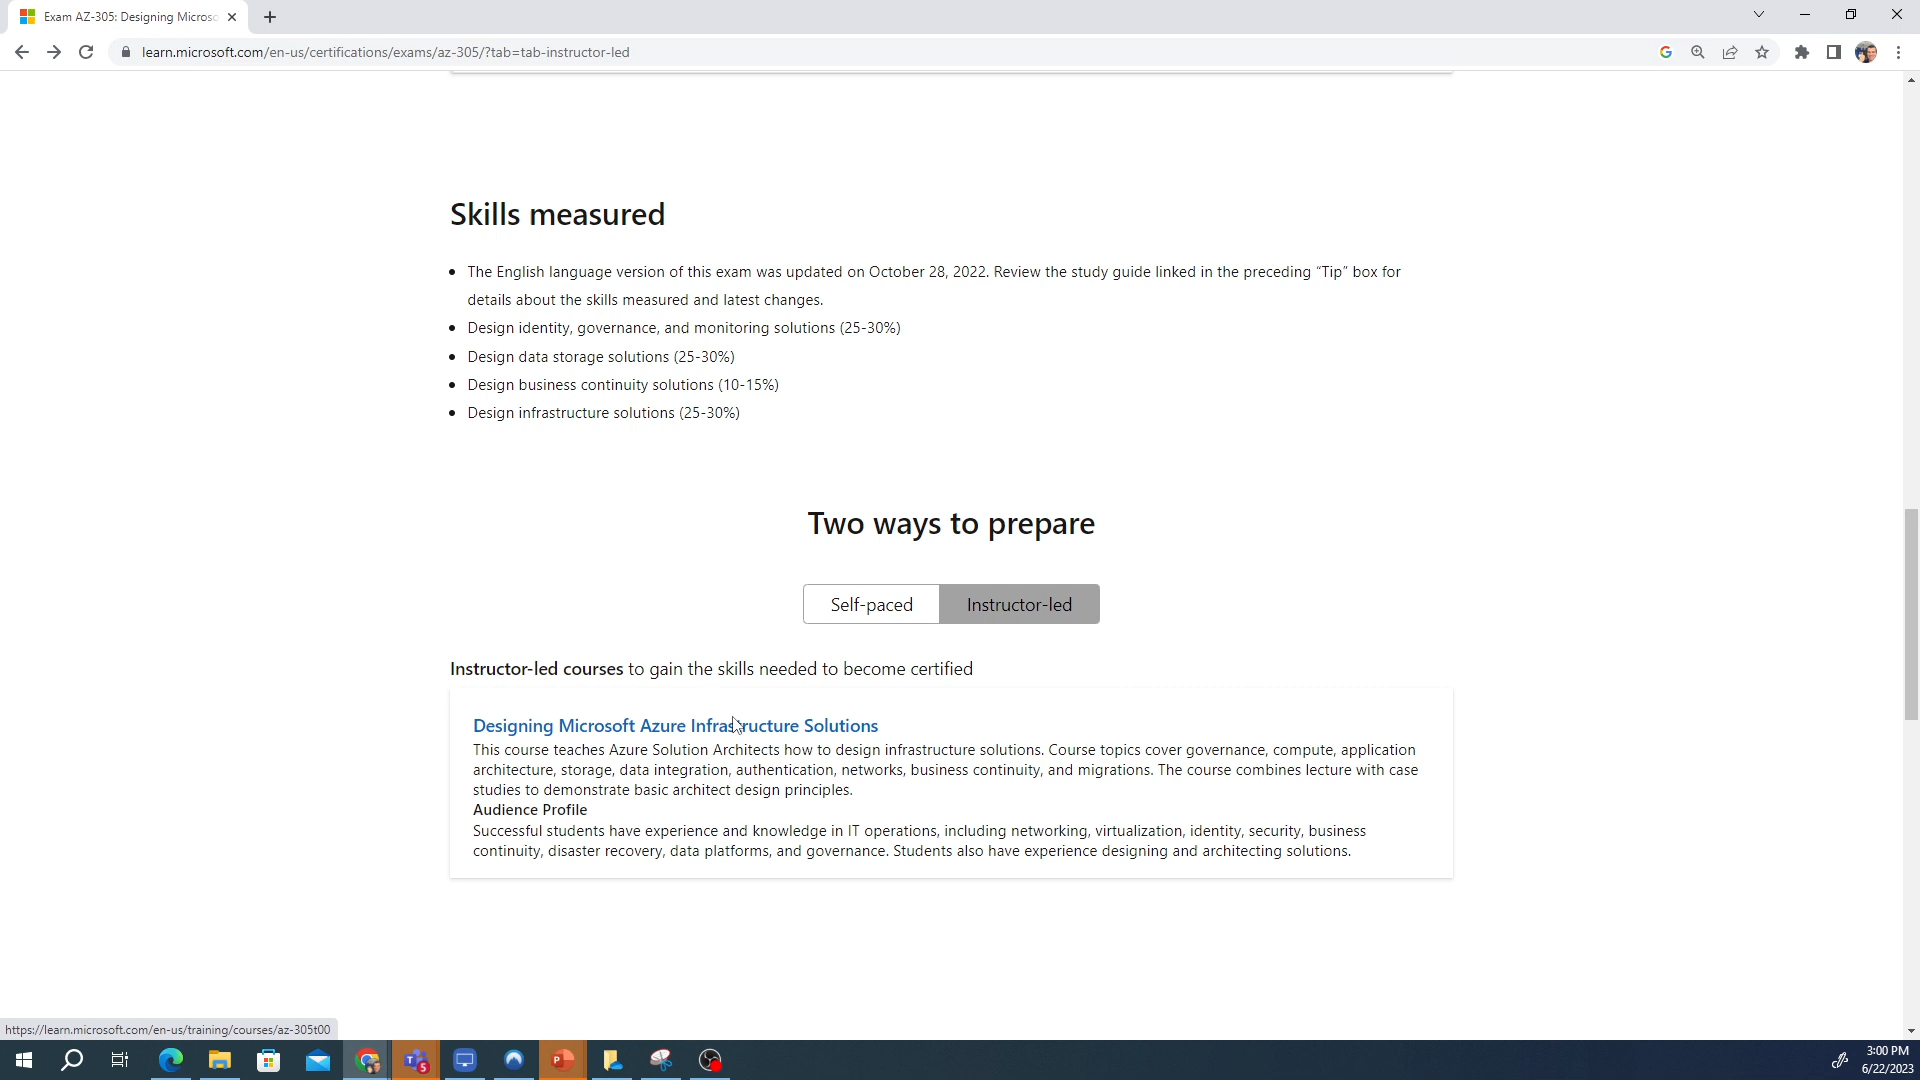 Exam AZ-305: Designing Microso
learn.microsoft.com/en-us/certifications/exams/az-305/?tab=tab-instructor-led
Skills measured
The English language version of this exam was updated on October 28, 2022. Review the study guide linked in the preceding “Tip” box for
details about the skills measured and latest changes.
Design identity, governance, and monitoring solutions (25-30%)
Design data storage solutions (25-30%)
Design business continuity solutions (10-15%)
Design infrastructure solutions (25-30%)
Two ways to prepare
Self-paced
Instructor-led
Instructor-led courses to gain the skills needed to become certified
Designing Microsoft Azure Infrastructure Solutions
This course teaches Azure Solution Architects how to design infrastructure solutions. Course topics cover governance, compute, application
architecture, storage, data integration, authentication, networks, business continuity, and migrations. The course combines lecture with case
studies to demonstrate basic architect design principles.
Audience Profile
Successful students have experience and knowledge in IT operations, including networking, virtualization, identity, security, business
continuity, disaster recovery, data platforms, and governance. Students also have experience designing and architecting solutions.
https://learn.microsoft.com/en-us/training/courses/az-305t00
5
3:00 PM
6/22/2023